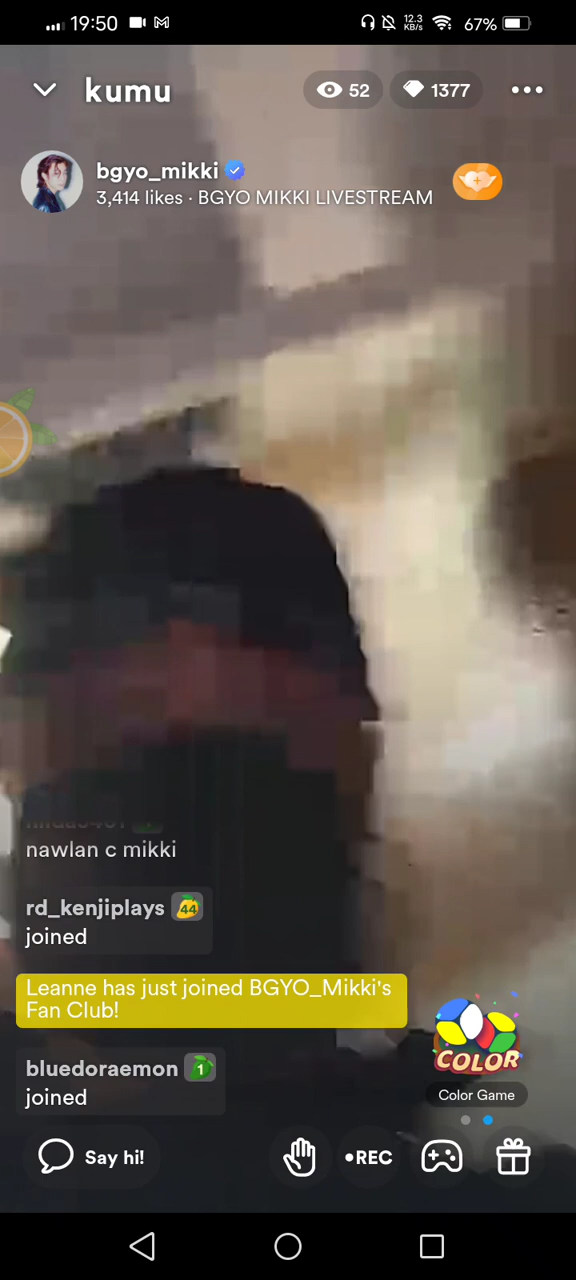 19:50
12.3
KB/s
67%
kumu
52
1377
bgyo_mikki
3,414 likes · BGYO MIKKI LIVESTREAM
nawlan c mikki
rd_kenjiplays 44
joined
Leanne has just joined BGYO_Mikki's
Fan Club!
bluedoraemon 1
joined
COLOR
Color Game
Say hi!
•REC